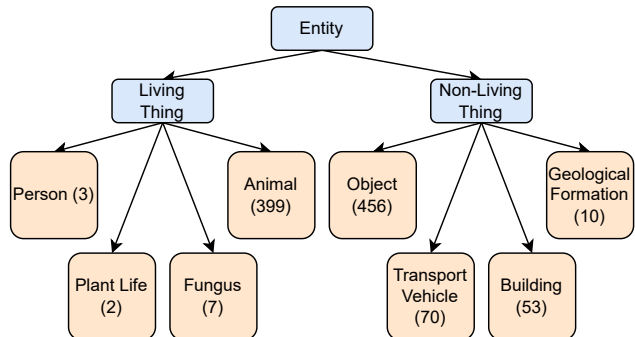 Entity
Living
Thing
Non-Living
Thing
Person (3)
Animal
(399)
Object
(456)
Geological
Formation
(10)
Plant Life
(2)
Fungus
(7)
Transport
Vehicle
(70)
Building
(53)